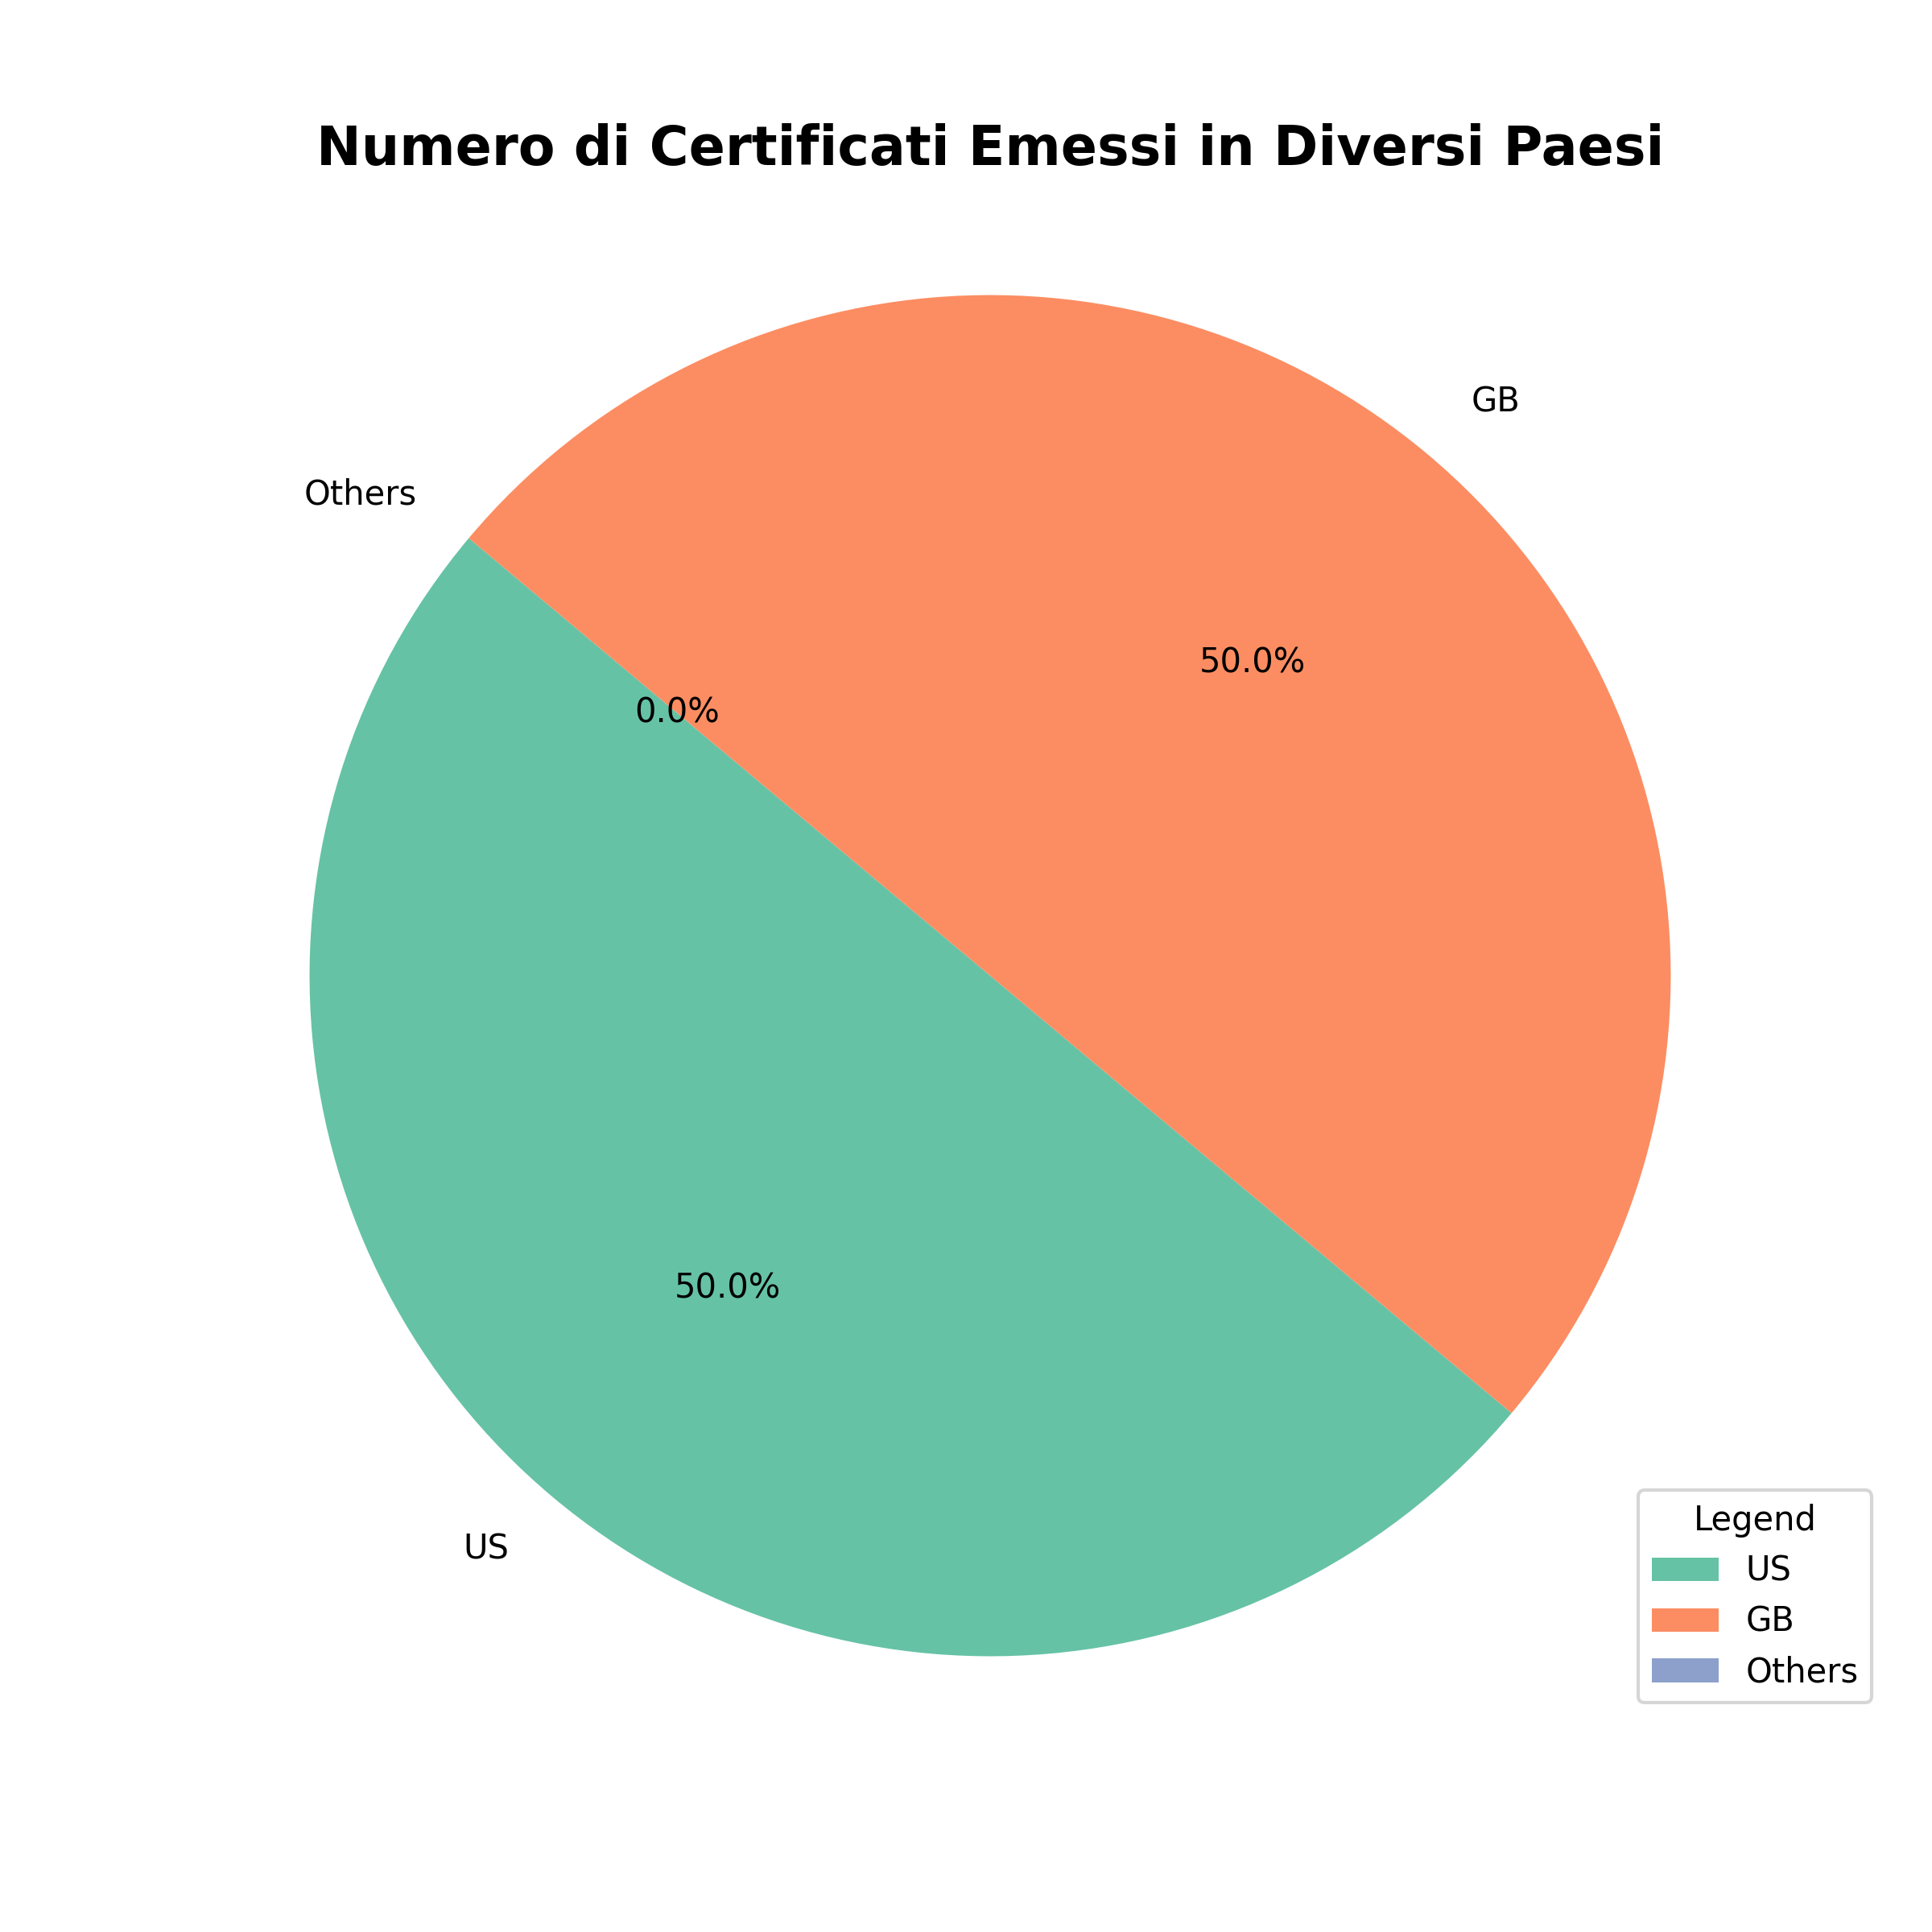 Numero di Certificati Emessi in Diversi Paesi
GB
Others
50.0%
0.0%
50.0%
US
Legend
US
GB
Others